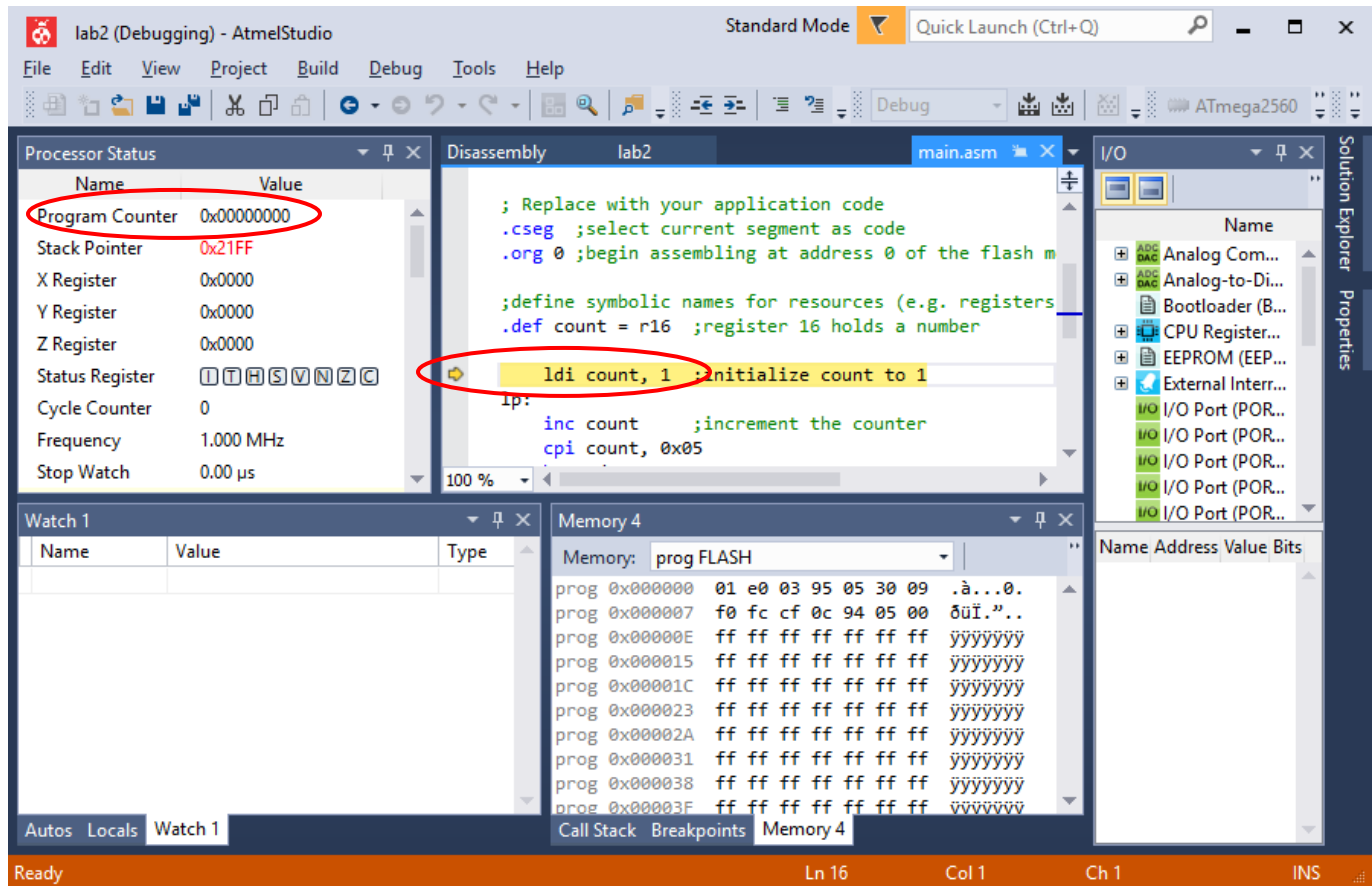 lab2 (Debugging) - AtmelStudio
Standard Mode
Quick Launch (Ctrl+Q)
File Edit View Project Build Debug Tools Help
Debug
ATmega2560
Processor Status
Name Value
Program Counter 0x00000000
Stack Pointer 0x21FF
X Register 0x0000
Y Register 0x0000
Z Register 0x0000
Status Register I T H S V N Z C
Cycle Counter 0
Frequency 1.000 MHz
Stop Watch 0.00 µs
Disassembly lab2 main.asm
; Replace with your application code
.cseg ;select current segment as code
.org 0 ;begin assembling at address 0 of the flash m
;define symbolic names for resources (e.g. registers
.def count = r16 ;register 16 holds a number
ldi count, 1 ;initialize count to 1
lp:
inc count ;increment the counter
cpi count, 0x05
100 %
I/O
Name
Analog Com...
Analog-to-Di...
Bootloader (B...
CPU Register...
EEPROM (EEP...
External Interr...
I/O I/O Port (POR...
I/O I/O Port (POR...
I/O I/O Port (POR...
I/O I/O Port (POR...
I/O I/O Port (POR...
Name Address Value Bits
Solution Explorer
Properties
Watch 1
Name Value Type
Autos Locals Watch 1
Memory 4
Memory: prog FLASH
prog 0x000000 01 e0 03 95 05 30 09 .à...0.
prog 0x000007 f0 fc cf 0c 94 05 00 ðüÏ.”..
prog 0x00000E ff ff ff ff ff ff ff ÿÿÿÿÿÿÿ
prog 0x000015 ff ff ff ff ff ff ff ÿÿÿÿÿÿÿ
prog 0x00001C ff ff ff ff ff ff ff ÿÿÿÿÿÿÿ
prog 0x000023 ff ff ff ff ff ff ff ÿÿÿÿÿÿÿ
prog 0x00002A ff ff ff ff ff ff ff ÿÿÿÿÿÿÿ
prog 0x000031 ff ff ff ff ff ff ff ÿÿÿÿÿÿÿ
prog 0x000038 ff ff ff ff ff ff ff ÿÿÿÿÿÿÿ
prog 0x00003F ff ff ff ff ff ff ff ÿÿÿÿÿÿÿ
Call Stack Breakpoints Memory 4
Ready Ln 16 Col 1 Ch 1 INS